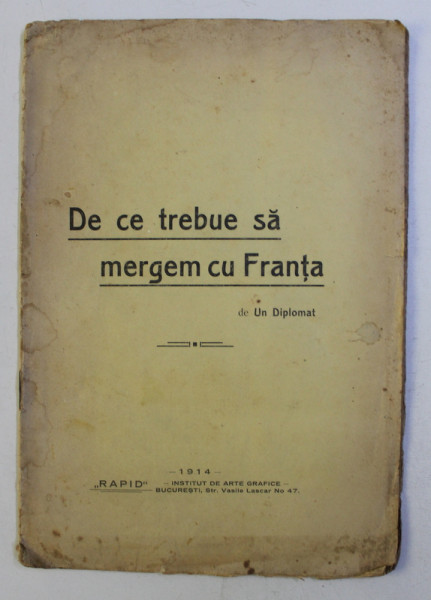 De ce trebue să
mergem cu Franța
de Un Diplomat
– 1914 –
„RAPID“ – INSTITUT DE ARTE GRAFICE –
BUCUREȘTI, Str. Vasile Lascar No 47.